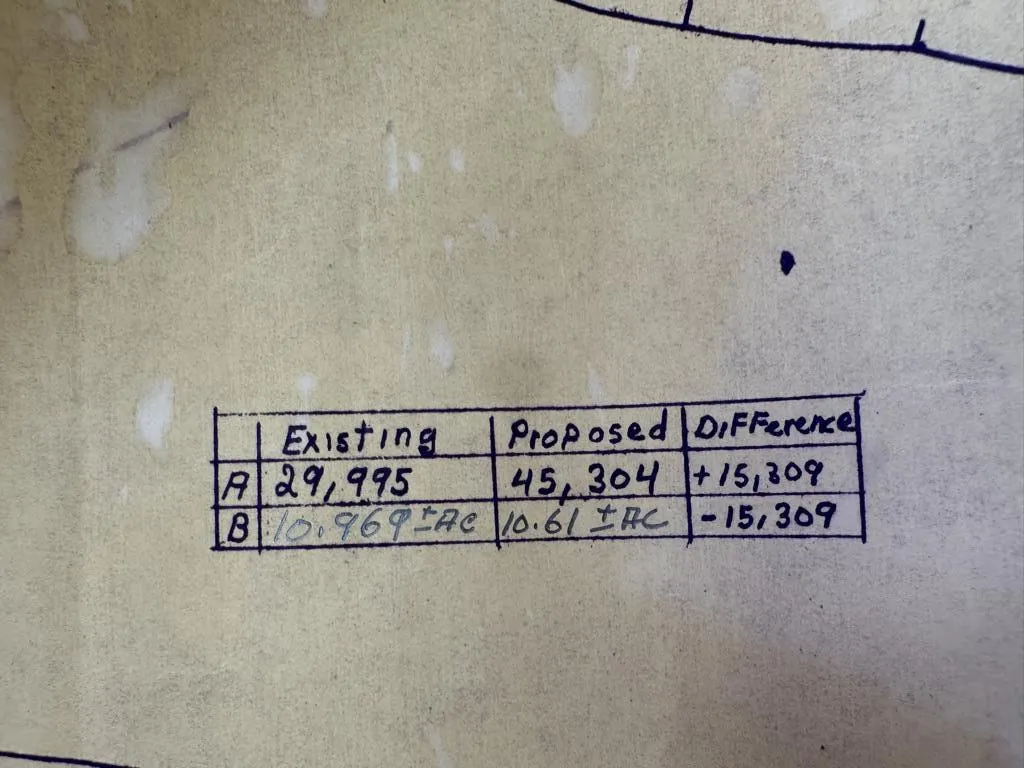 Existing Proposed Difference
A 29,995 45,304 +15,309
B 10.969 ± AC 10.61 ± AC -15,309